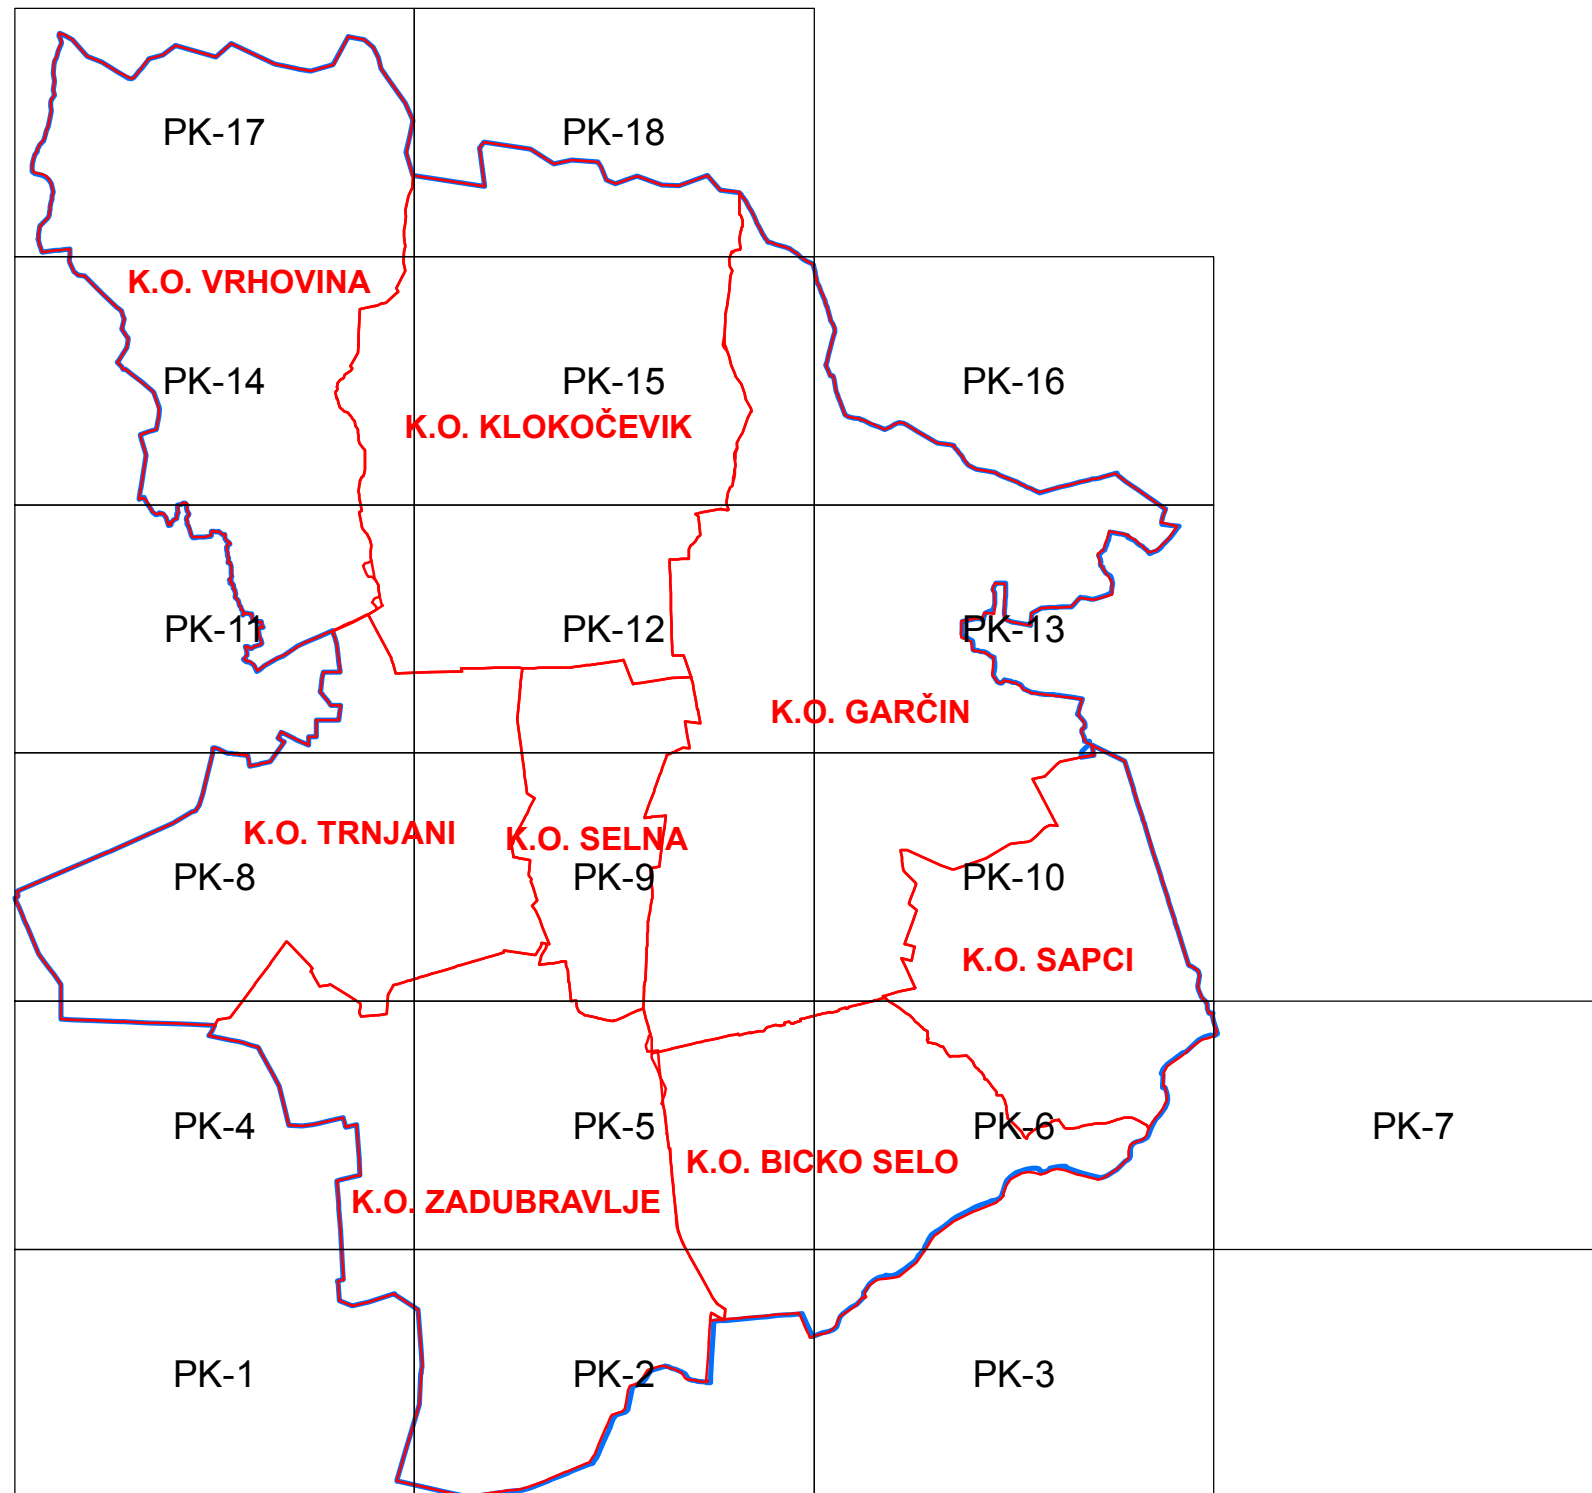 PK-17
PK-18
K.O. VRHOVINA
PK-14
PK-15
PK-16
K.O. KLOKOČEVIK
PK-11
PK-12
PK-13
K.O. GARČIN
K.O. TRNJANI
K.O. SELNA
PK-8
PK-9
PK-10
K.O. SAPCI
PK-4
PK-5
PK-6
PK-7
K.O. BICKO SELO
K.O. ZADUBRAVLJE
PK-1
PK-2
PK-3